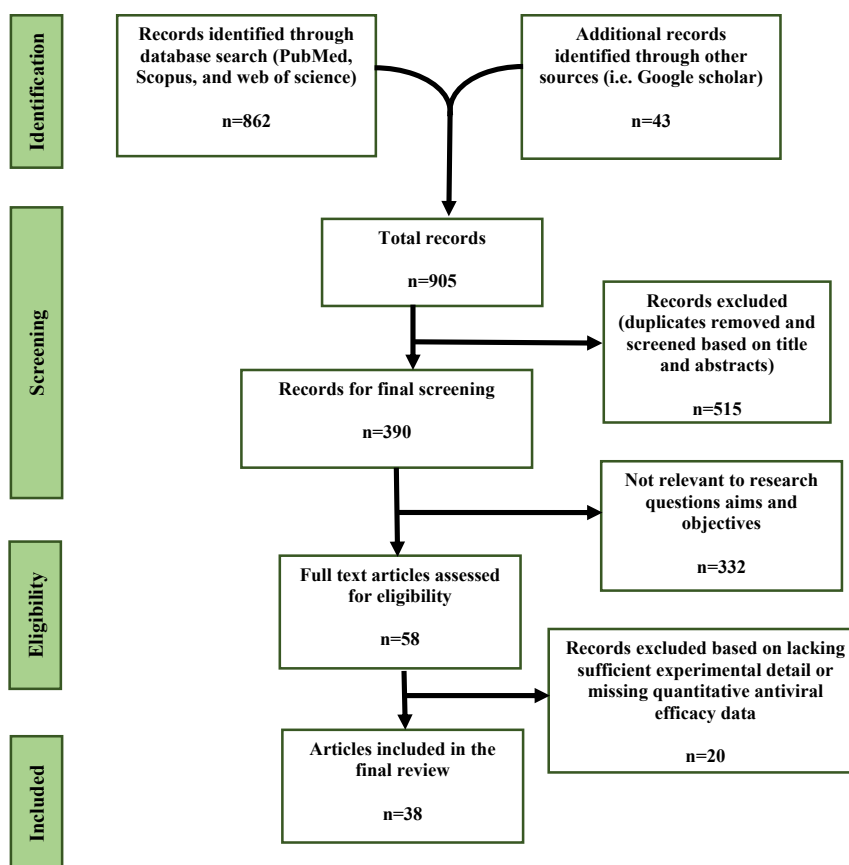 Identification
Records identified through
database search (PubMed,
Scopus, and web of science)
n=862
Additional records
identified through other
sources (i.e. Google scholar)
n=43
Screening
Total records
n=905
Records excluded
(duplicates removed and
screened based on title
and abstracts)
n=515
Records for final screening
n=390
Not relevant to research
questions aims and
objectives
n=332
Eligibility
Full text articles assessed
for eligibility
n=58
Records excluded based on lacking
sufficient experimental detail or
missing quantitative antiviral
efficacy data
n=20
Included
Articles included in the
final review
n=38